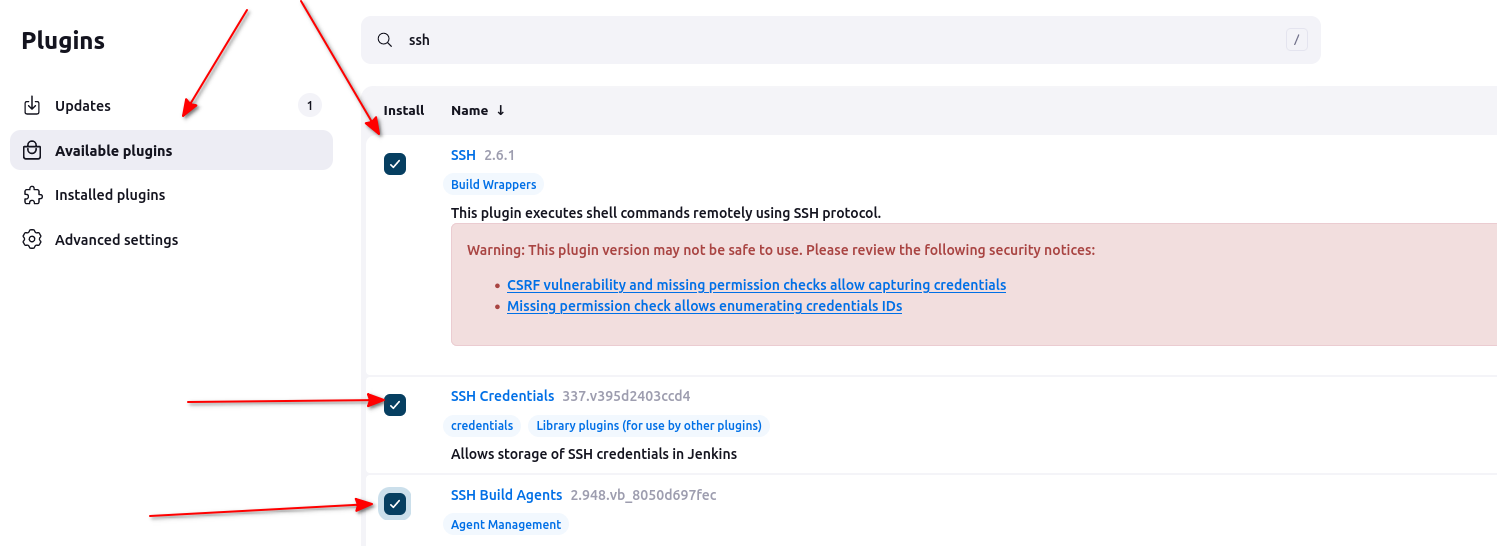 Plugins
ssh
/
Updates
1
Available plugins
Installed plugins
Advanced settings
Install Name ↓
SSH 2.6.1
Build Wrappers
This plugin executes shell commands remotely using SSH protocol.
Warning: This plugin version may not be safe to use. Please review the following security notices:
• CSRF vulnerability and missing permission checks allow capturing credentials
• Missing permission check allows enumerating credentials IDs
SSH Credentials 337.v395d2403ccd4
credentials Library plugins (for use by other plugins)
Allows storage of SSH credentials in Jenkins
SSH Build Agents 2.948.vb_8050d697fec
Agent Management